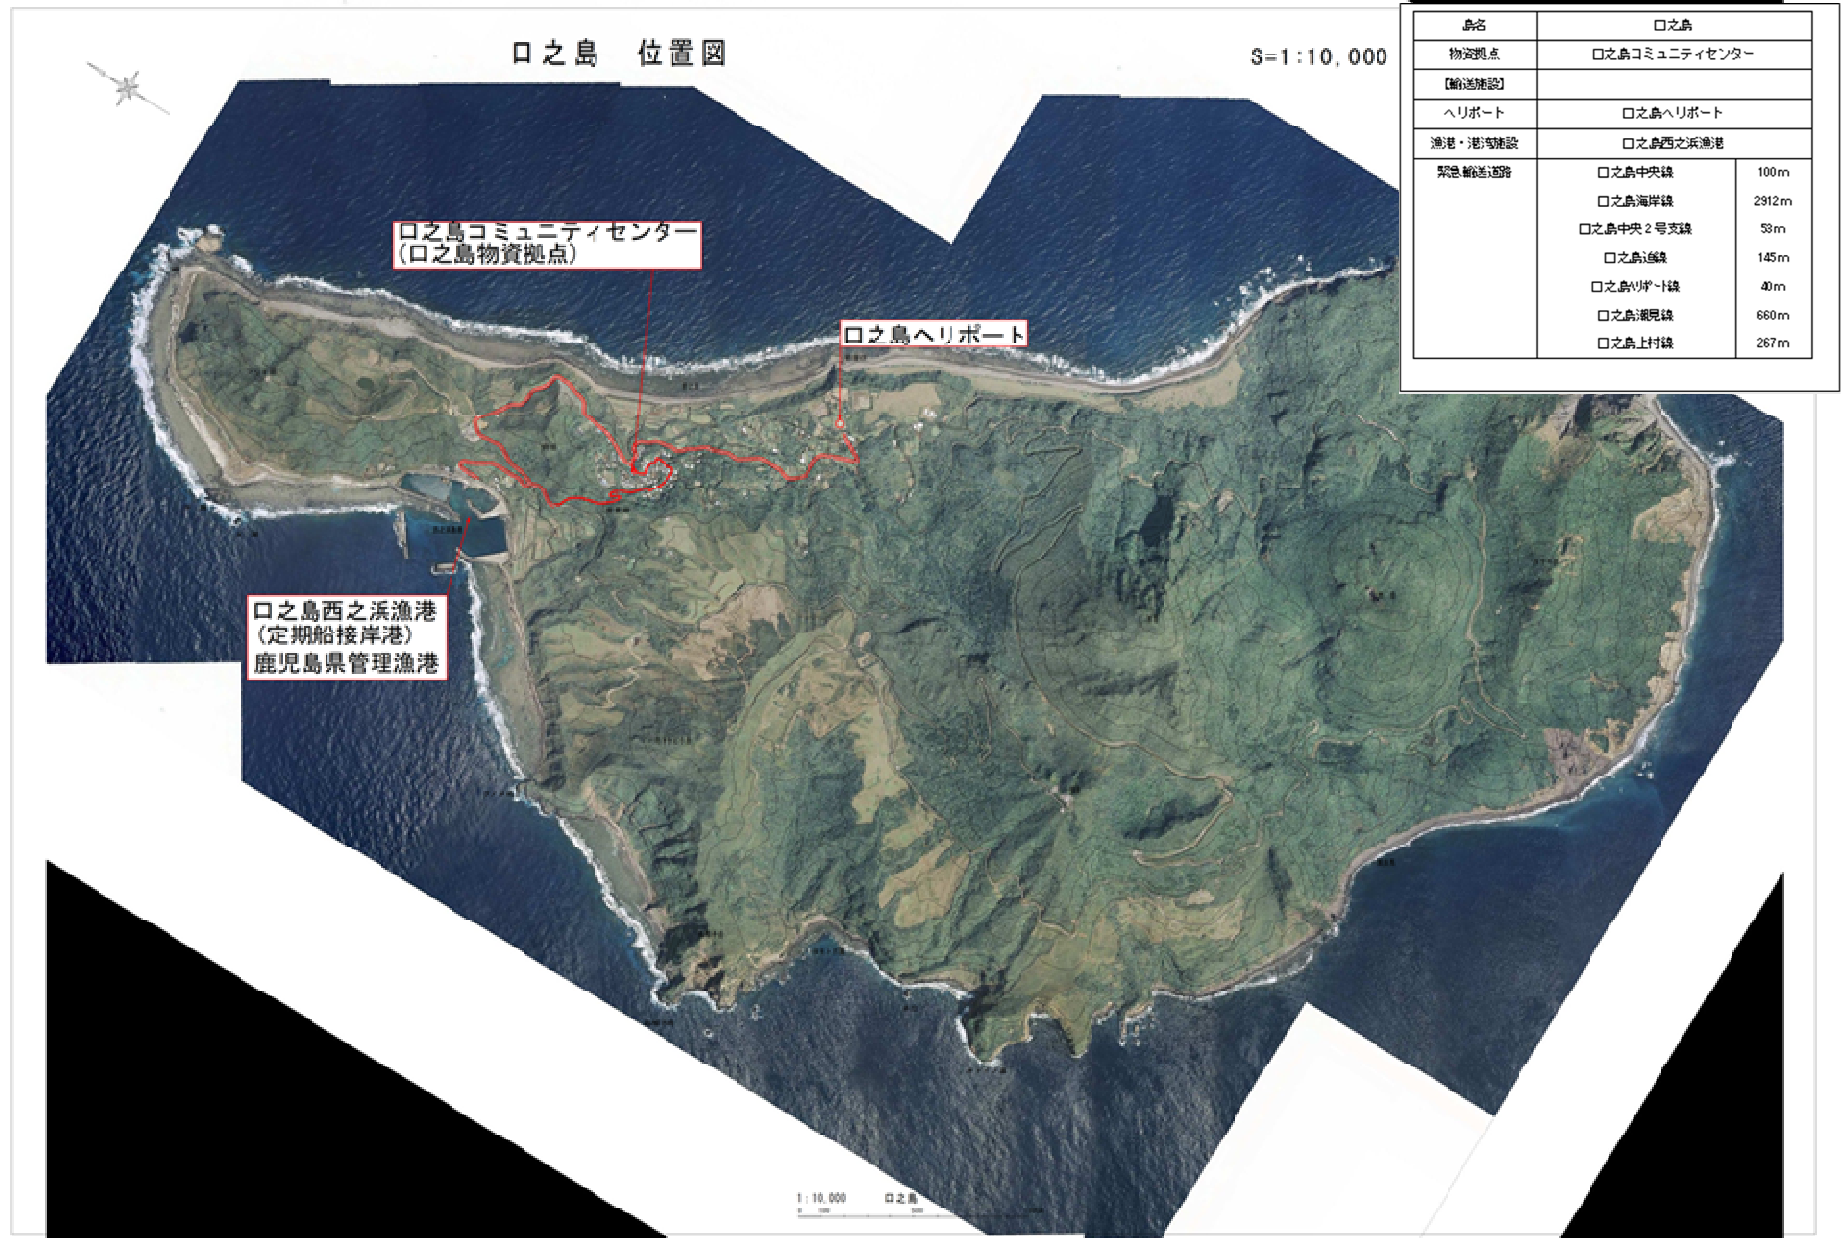 口之島 位置図
S=1:10,000
島名 口之島
物資拠点 口之島コミュニティセンター
【輸送施設】
ヘリポート 口之島ヘリポート
漁港・港湾施設 口之島西之浜漁港
緊急輸送道路 口之島中央線 100m
口之島海岸線 2912m
口之島中央2号支線 53m
口之島迫線 145m
口之島ヘリポート線 40m
口之島潮見線 660m
口之島上村線 267m
口之島コミュニティセンター
(口之島物資拠点)
口之島ヘリポート
口之島西之浜漁港
(定期船接岸港)
鹿児島県管理漁港
1:10,000 口之島